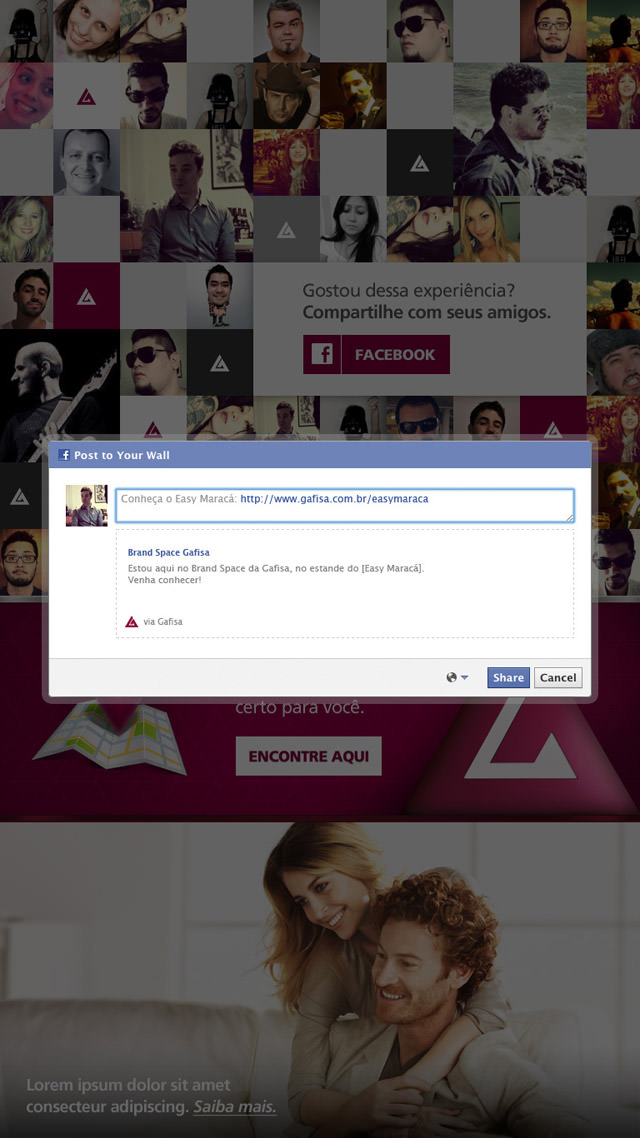 Gostou dessa experiência?
Compartilhe com seus amigos.
f FACEBOOK
f Post to Your Wall
Conheça o Easy Maracá: http://www.gafisa.com.br/easymaraca
Brand Space Gafisa
Estou aqui no Brand Space da Gafisa, no estande do [Easy Maracá].
Venha conhecer!
via Gafisa
Share Cancel
certo para você.
ENCONTRE AQUI
Lorem ipsum dolor sit amet
consecteur adipiscing. Saiba mais.